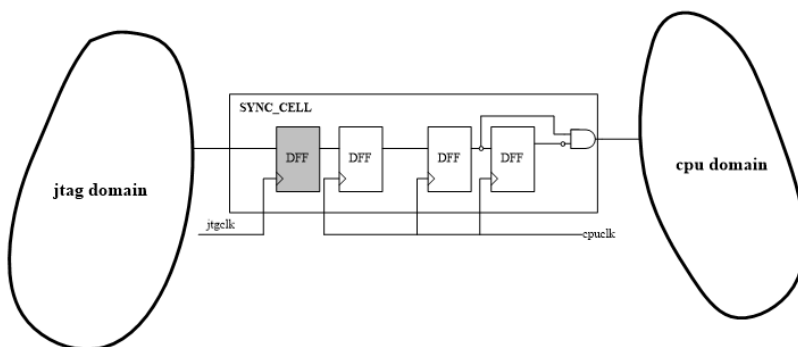 SYNC_CELL
DFF DFF DFF DFF
jtag domain
cpu domain
jtgclk
cpuclk